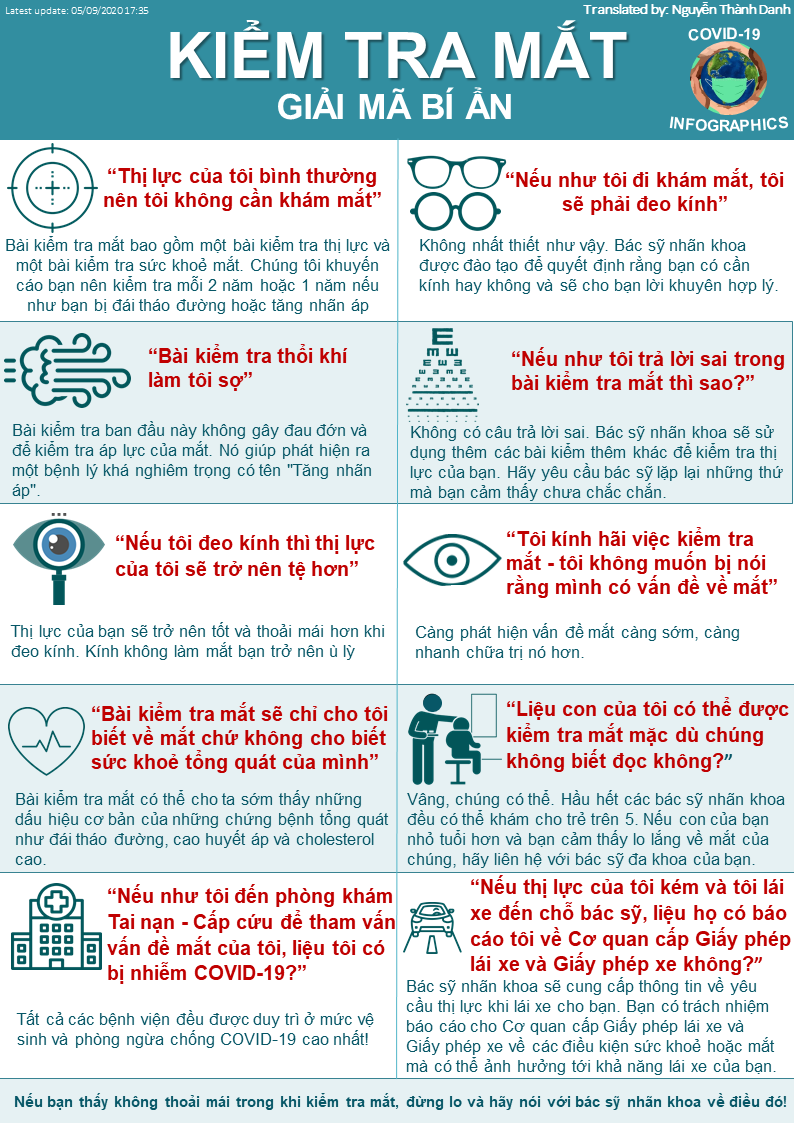 Latest update: 05/09/2020 17:35
Translated by: Nguyễn Thành Danh
KIỂM TRA MẮT
GIẢI MÃ BÍ ẨN
COVID-19
INFOGRAPHICS
“Thị lực của tôi bình thường
nên tôi không cần khám mắt”
Bài kiểm tra mắt bao gồm một bài kiểm tra thị lực và
một bài kiểm tra sức khoẻ mắt. Chúng tôi khuyến
cáo bạn nên kiểm tra mỗi 2 năm hoặc 1 năm nếu
như bạn bị đái tháo đường hoặc tăng nhãn áp
“Nếu như tôi đi khám mắt, tôi
sẽ phải đeo kính”
Không nhất thiết như vậy. Bác sỹ nhãn khoa
được đào tạo để quyết định rằng bạn có cần
kính hay không và sẽ cho bạn lời khuyên hợp lý.
“Bài kiểm tra thổi khí
làm tôi sợ”
Bài kiểm tra ban đầu này không gây đau đớn và
để kiểm tra áp lực của mắt. Nó giúp phát hiện ra
một bệnh lý khá nghiêm trọng có tên "Tăng nhãn
áp".
“Nếu như tôi trả lời sai trong
bài kiểm tra mắt thì sao?”
Không có câu trả lời sai. Bác sỹ nhãn khoa sẽ sử
dụng thêm các bài kiểm thêm khác để kiểm tra thị
lực của bạn. Hãy yêu cầu bác sỹ lặp lại những thứ
mà bạn cảm thấy chưa chắc chắn.
“Nếu tôi đeo kính thì thị lực
của tôi sẽ trở nên tệ hơn”
Thị lực của bạn sẽ trở nên tốt và thoải mái hơn khi
đeo kính. Kính không làm mắt bạn trở nên ù lỳ
“Tôi kính hãi việc kiểm tra
mắt - tôi không muốn bị nói
rằng mình có vấn đề về mắt”
Càng phát hiện vấn đề mắt càng sớm, càng
nhanh chữa trị nó hơn.
“Bài kiểm tra mắt sẽ chỉ cho tôi
biết về mắt chứ không cho biết
sức khoẻ tổng quát của mình”
Bài kiểm tra mắt có thể cho ta sớm thấy những
dấu hiệu cơ bản của những chứng bệnh tổng quát
như đái tháo đường, cao huyết áp và cholesterol
cao.
“Liệu con của tôi có thể được
kiểm tra mắt mặc dù chúng
không biết đọc không?”
Vâng, chúng có thể. Hầu hết các bác sỹ nhãn khoa
đều có thể khám cho trẻ trên 5. Nếu con của bạn
nhỏ tuổi hơn và bạn cảm thấy lo lắng về mắt của
chúng, hãy liên hệ với bác sỹ đa khoa của bạn.
“Nếu như tôi đến phòng khám
Tai nạn - Cấp cứu để tham vấn
vấn đề mắt của tôi, liệu tôi có
bị nhiễm COVID-19?”
Tất cả các bệnh viện đều được duy trì ở mức vệ
sinh và phòng ngừa chống COVID-19 cao nhất!
“Nếu thị lực của tôi kém và tôi lái
xe đến chỗ bác sỹ, liệu họ có báo
cáo tôi về Cơ quan cấp Giấy phép
lái xe và Giấy phép xe không?”
Bác sỹ nhãn khoa sẽ cung cấp thông tin về yêu
cầu thị lực khi lái xe cho bạn. Bạn có trách nhiệm
báo cáo cho Cơ quan cấp Giấy phép lái xe và
Giấy phép xe về các điều kiện sức khoẻ hoặc mắt
mà có thể ảnh hưởng tới khả năng lái xe của bạn.
Nếu bạn thấy không thoải mái trong khi kiểm tra mắt, đừng lo và hãy nói với bác sỹ nhãn khoa về điều đó!